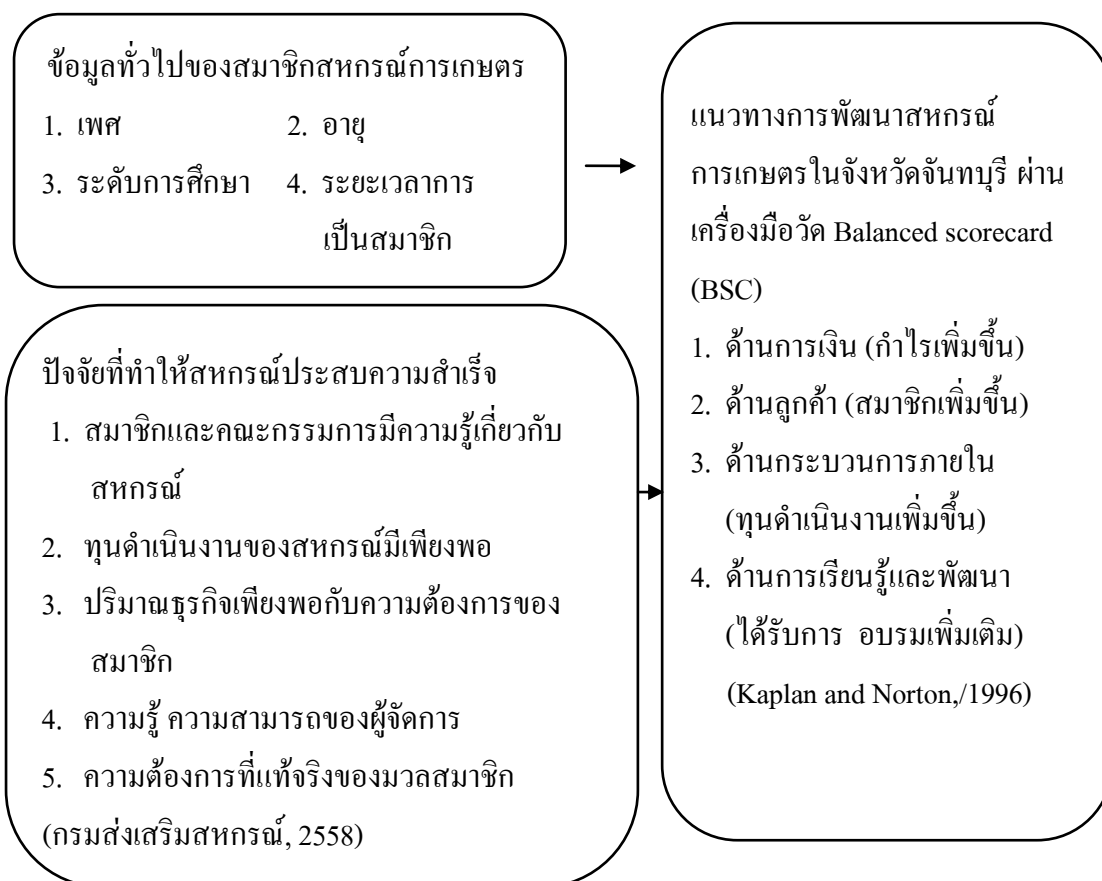 ข้อมูลทั่วไปของสมาชิกสหกรณ์การเกษตร
1. เพศ 2. อายุ
3. ระดับการศึกษา 4. ระยะเวลาการ
เป็นสมาชิก
ปัจจัยที่ทำให้สหกรณ์ประสบความสำเร็จ
1. สมาชิกและคณะกรรมการมีความรู้เกี่ยวกับ
สหกรณ์
2. ทุนดำเนินงานของสหกรณ์มีเพียงพอ
3. ปริมาณธุรกิจเพียงพอกับความต้องการของ
สมาชิก
4. ความรู้ ความสามารถของผู้จัดการ
5. ความต้องการที่แท้จริงของมวลสมาชิก
(กรมส่งเสริมสหกรณ์, 2558)
แนวทางการพัฒนาสหกรณ์
การเกษตรในจังหวัดจันทบุรี ผ่าน
เครื่องมือวัด Balanced scorecard
(BSC)
1. ด้านการเงิน (กำไรเพิ่มขึ้น)
2. ด้านลูกค้า (สมาชิกเพิ่มขึ้น)
3. ด้านกระบวนการภายใน
(ทุนดำเนินงานเพิ่มขึ้น)
4. ด้านการเรียนรู้และพัฒนา
(ได้รับการ อบรมเพิ่มเติม)
(Kaplan and Norton,/1996)